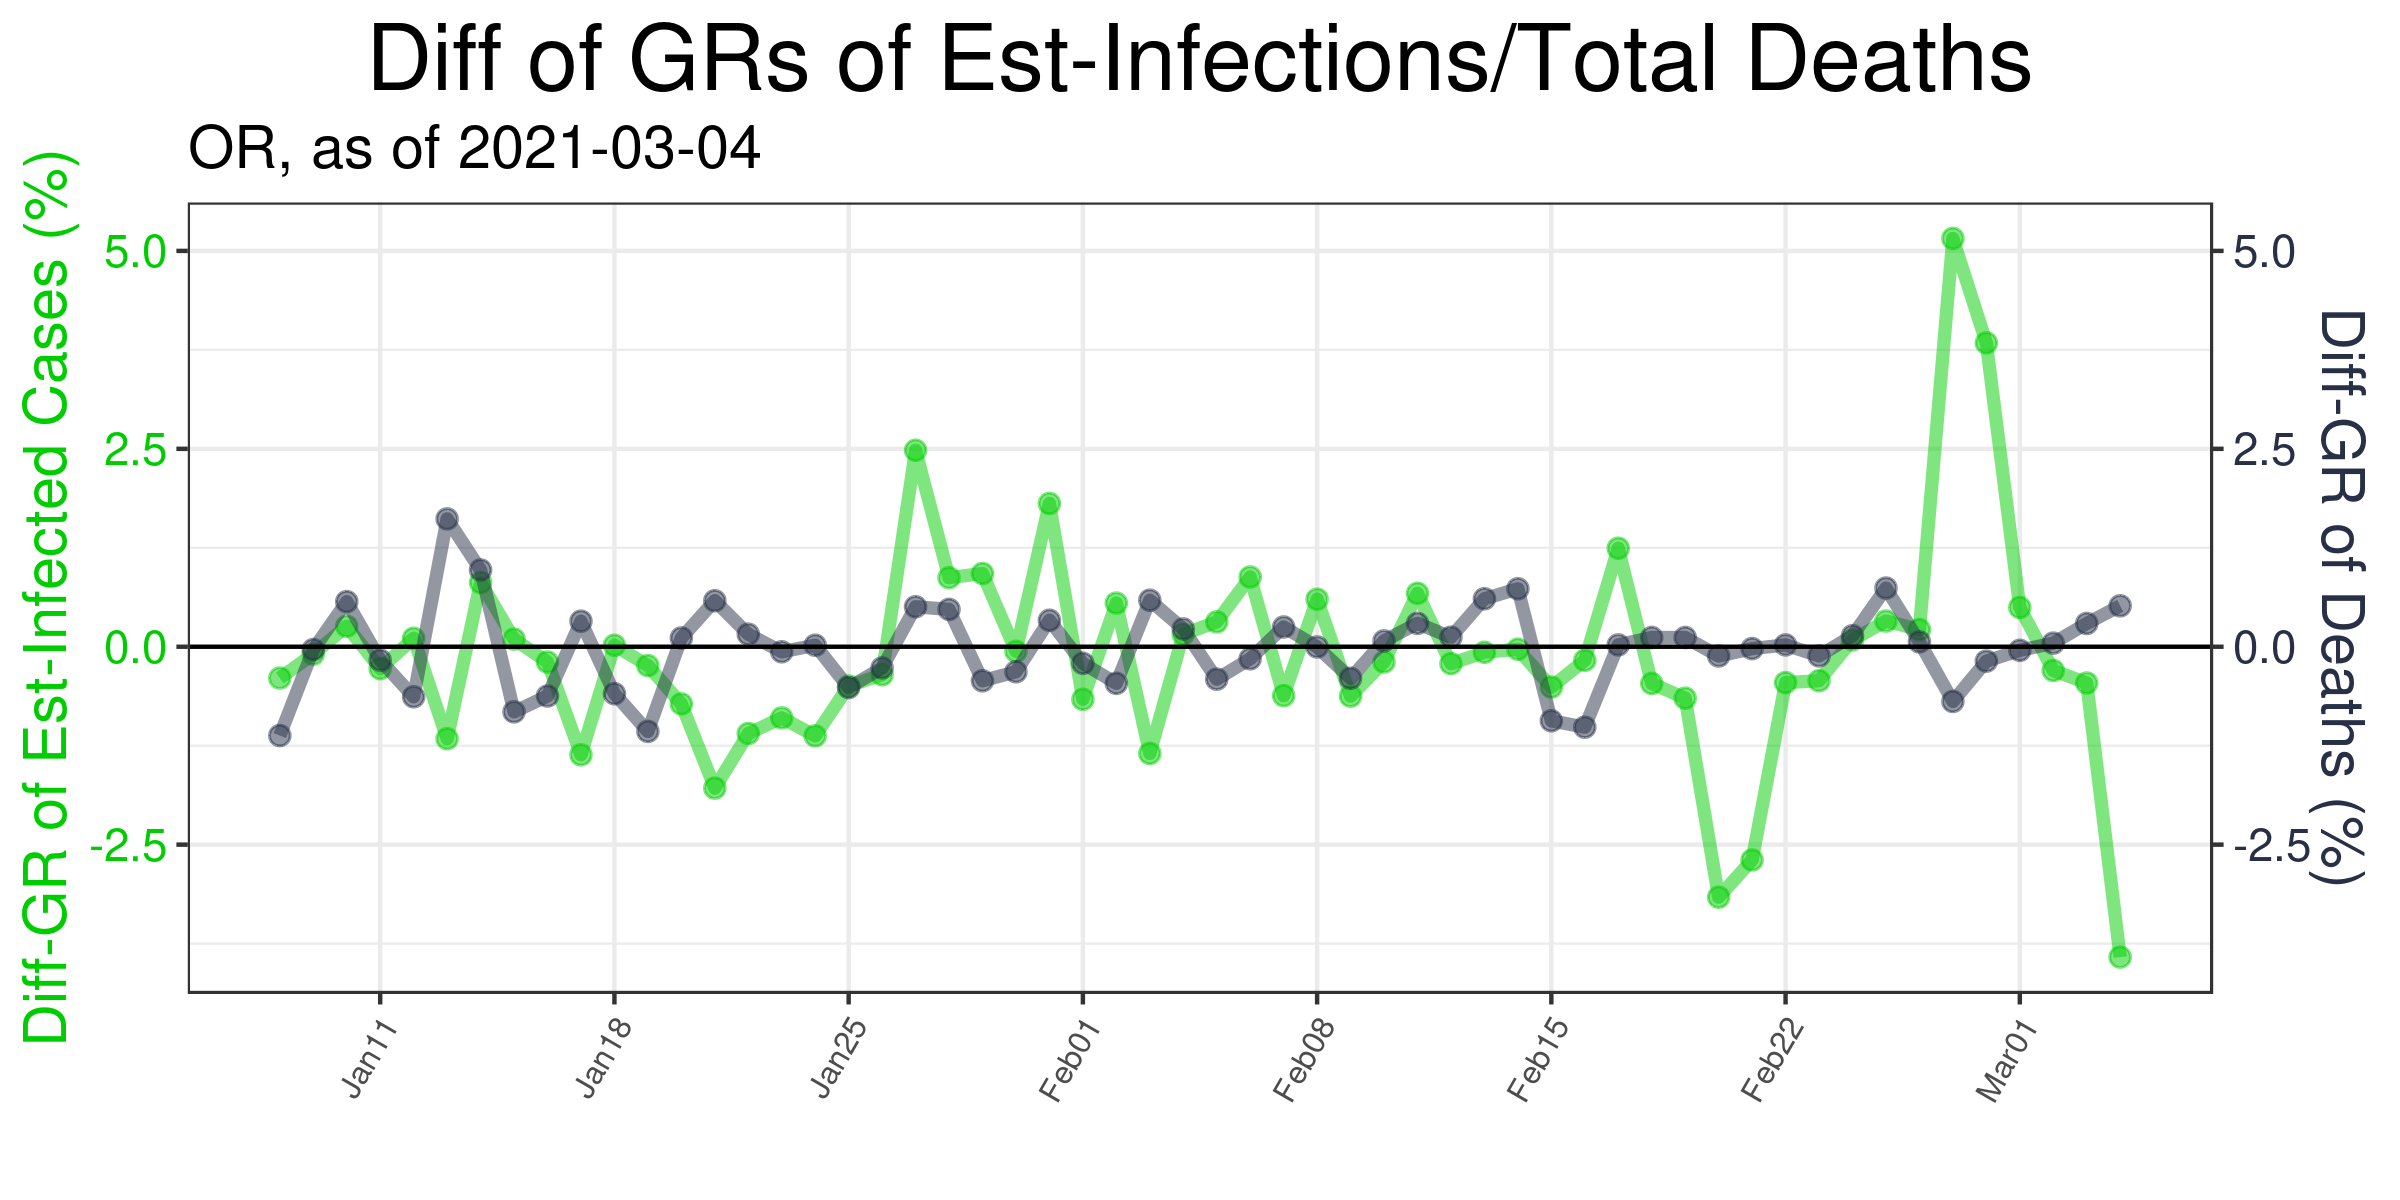 Diff of GRs of Est-Infections/Total Deaths
OR, as of 2021-03-04
Diff-GR of Est-Infected Cases (%)
5.0
2.5
0.0
-2.5
5.0
2.5
0.0
-2.5
Diff-GR of Deaths (%)
Jan11
Jan18
Jan25
Feb01
Feb08
Feb15
Feb22
Mar01